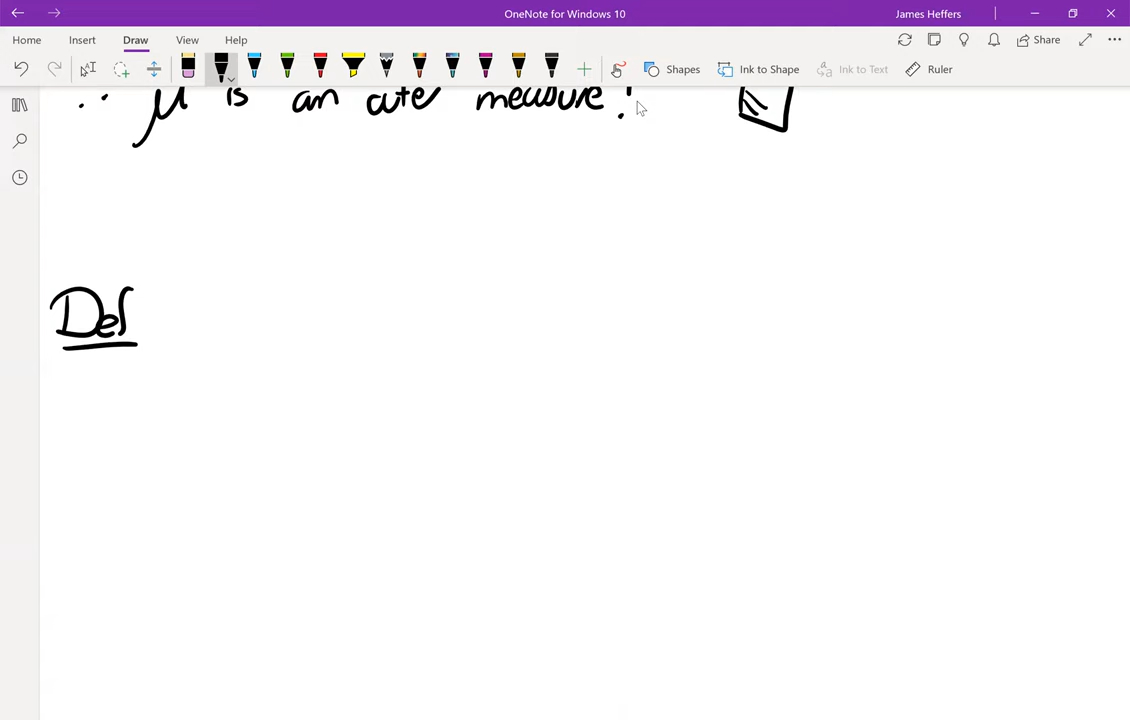 OneNote for Windows 10
James Heffers
Home Insert Draw View Help
Share
Shapes Ink to Shape Ink to Text Ruler
∴ μ is an outer measure!
Def